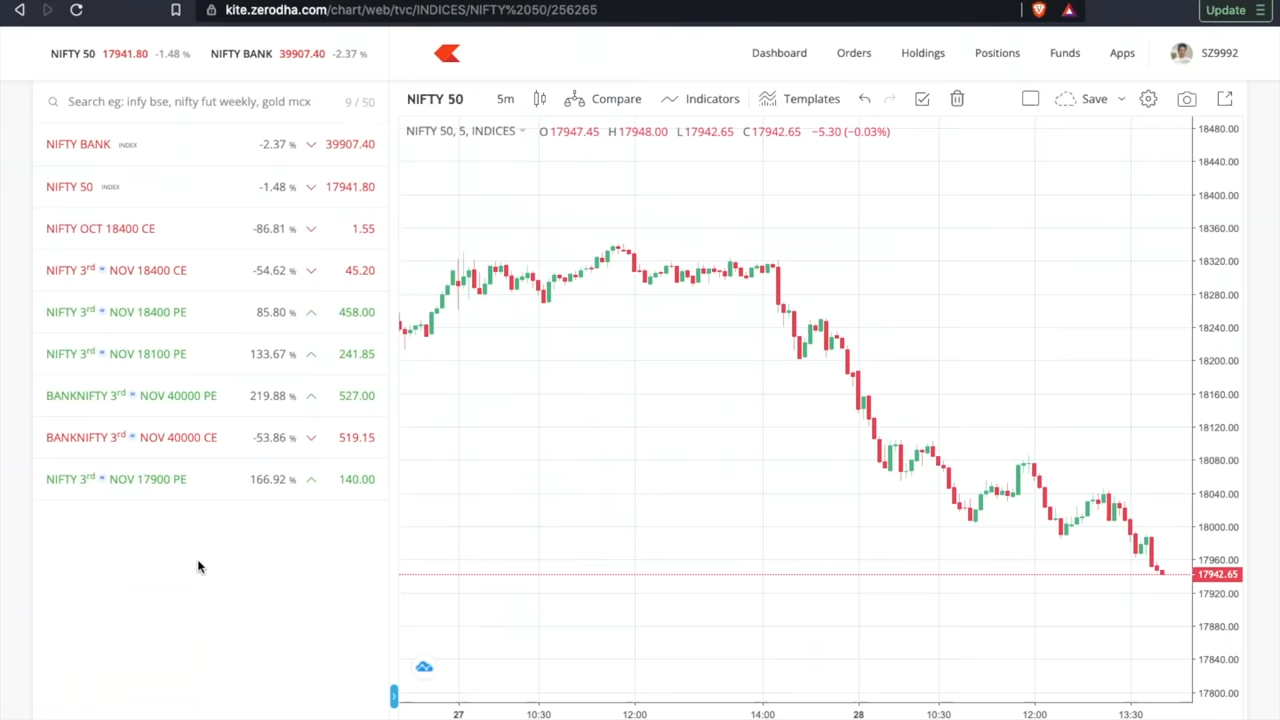 kite.zerodha.com/chart/web/tvc/INDICES/NIFTY%2050/256265
Update
NIFTY 50 17941.80 -1.48 % NIFTY BANK 39907.40 -2.37 %
Dashboard Orders Holdings Positions Funds Apps SZ9992
Search eg: infy bse, nifty fut weekly, gold mcx 9 / 50
NIFTY BANK INDEX -2.37 % 39907.40
NIFTY 50 INDEX -1.48 % 17941.80
NIFTY OCT 18400 CE -86.81 % 1.55
NIFTY 3rd w NOV 18400 CE -54.62 % 45.20
NIFTY 3rd w NOV 18400 PE 85.80 % 458.00
NIFTY 3rd w NOV 18100 PE 133.67 % 241.85
BANKNIFTY 3rd w NOV 40000 PE 219.88 % 527.00
BANKNIFTY 3rd w NOV 40000 CE -53.86 % 519.15
NIFTY 3rd w NOV 17900 PE 166.92 % 140.00
NIFTY 50 5m Compare Indicators Templates Save
NIFTY 50, 5, INDICES O 17947.45 H 17948.00 L 17942.65 C 17942.65 −5.30 (−0.03%)
18480.00
18440.00
18400.00
18360.00
18320.00
18280.00
18240.00
18200.00
18160.00
18120.00
18080.00
18040.00
18000.00
17960.00
17942.65
17920.00
17880.00
17840.00
17800.00
27 10:30 12:00 14:00 28 10:30 12:00 13:30